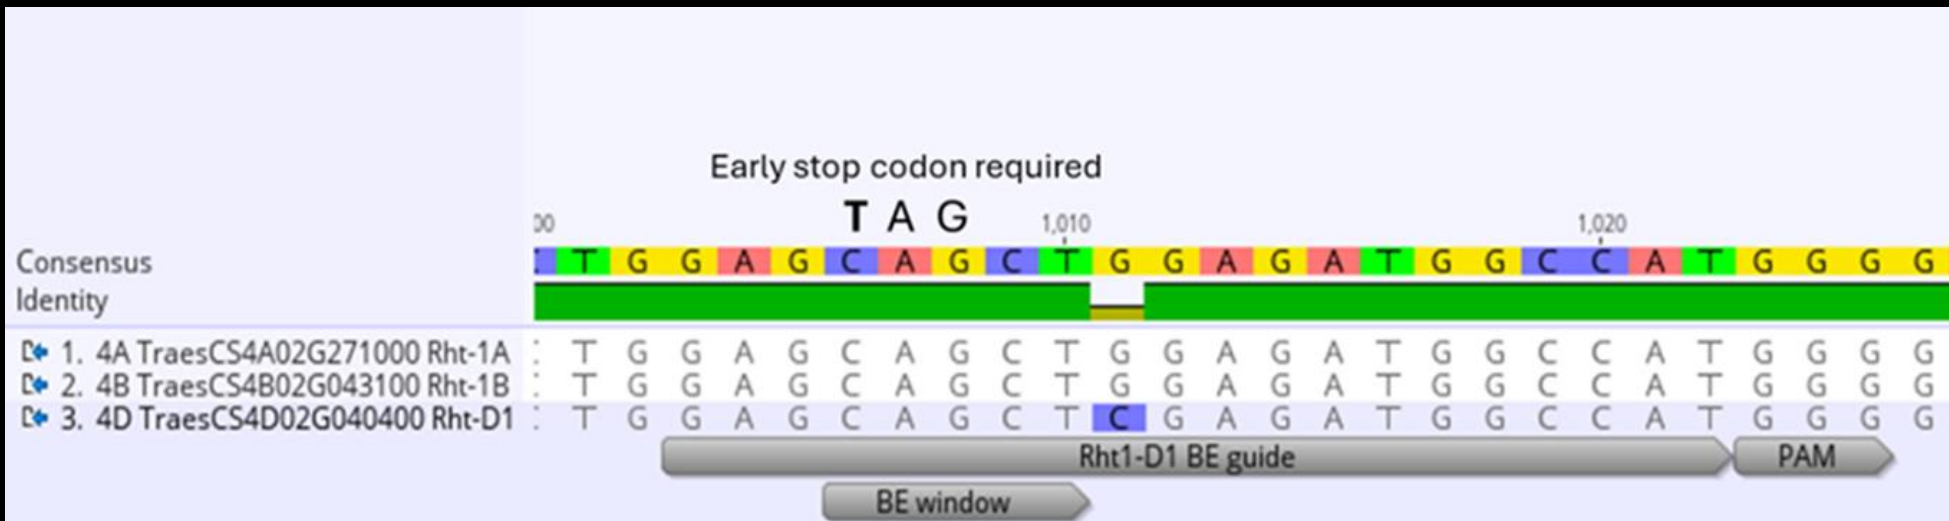 Early stop codon required
T A G
00 1,010 1,020
Consensus : T G G A G C A G C T G G A G A T G G C C A T G G G G
Identity
1. 4A TraesCS4A02G271000 Rht-1A : T G G A G C A G C T G G A G A T G G C C A T G G G G
2. 4B TraesCS4B02G043100 Rht-1B : T G G A G C A G C T G G A G A T G G C C A T G G G G
3. 4D TraesCS4D02G040400 Rht-D1 : T G G A G C A G C T C G A G A T G G C C A T G G G G
Rht1-D1 BE guide PAM
BE window